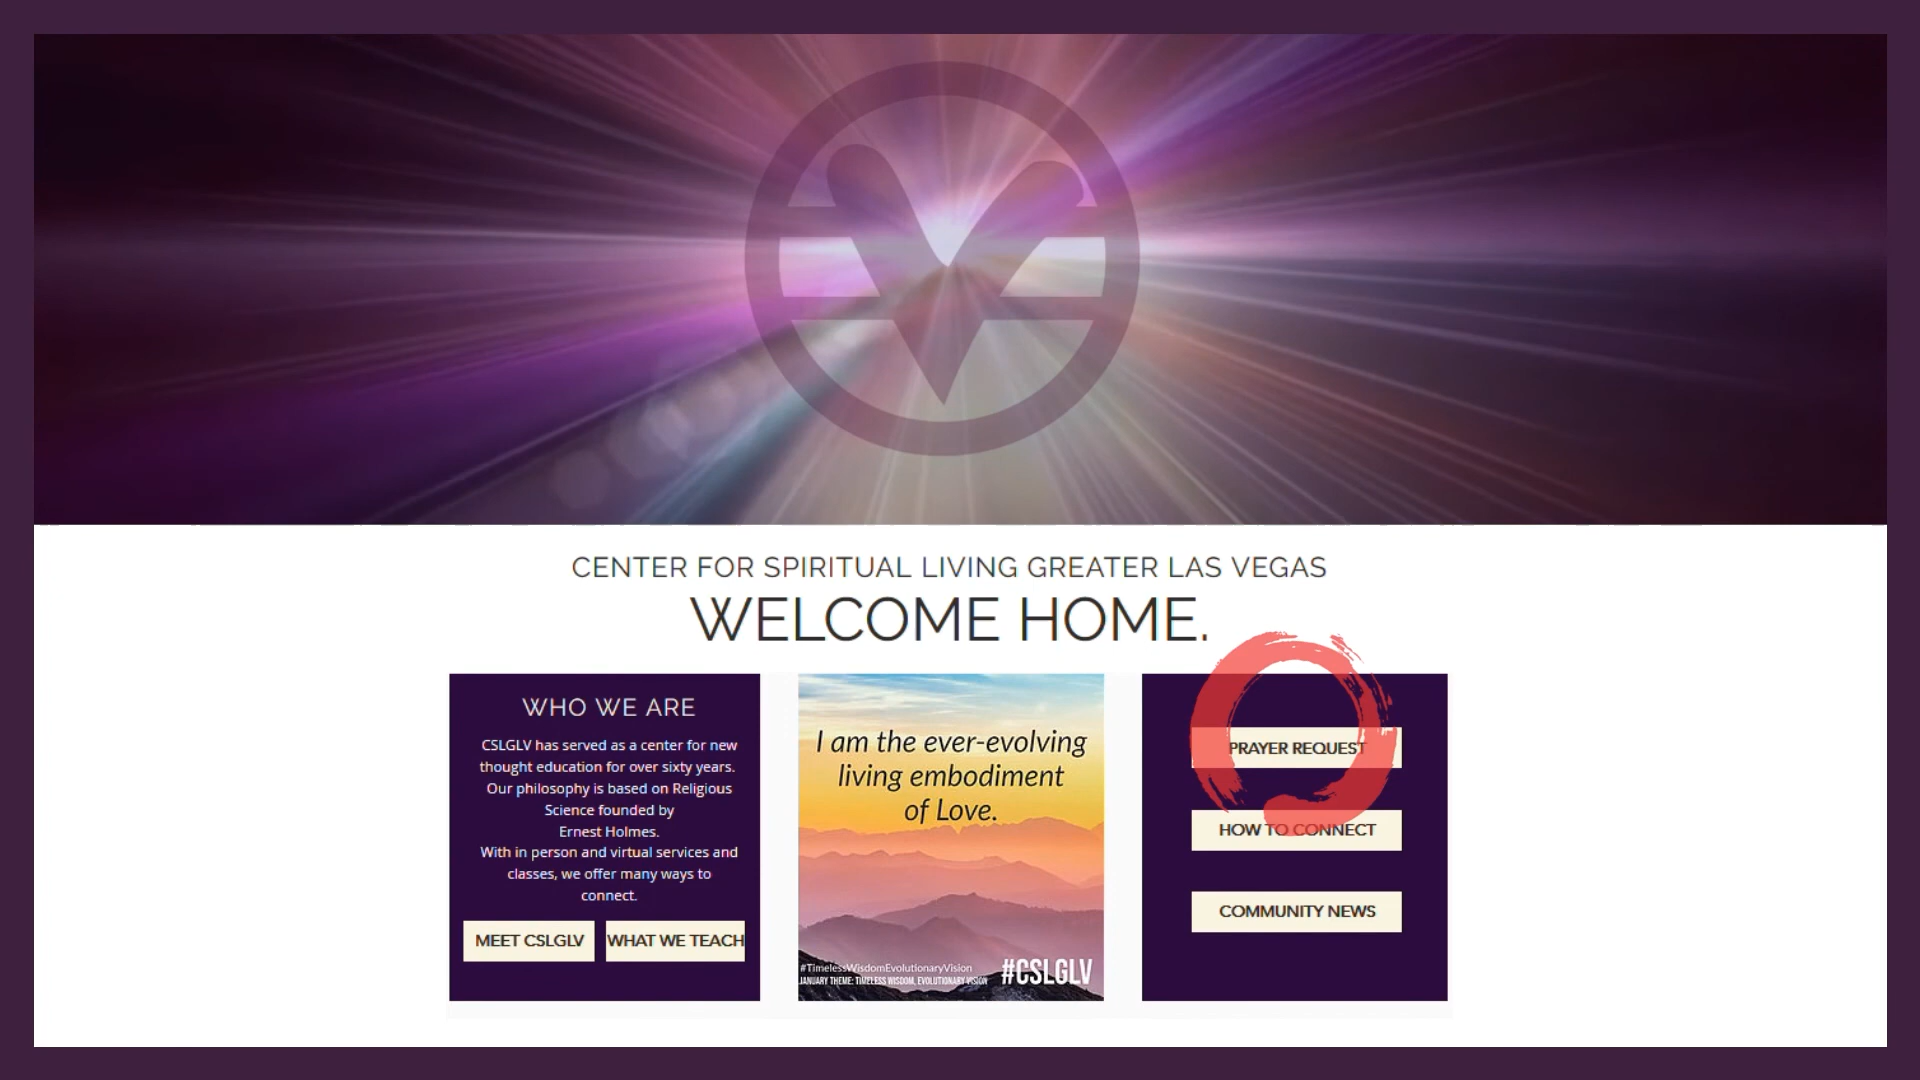 CENTER FOR SPIRITUAL LIVING GREATER LAS VEGAS
WELCOME HOME.
WHO WE ARE
CSLGLV has served as a center for new
thought education for over sixty years.
Our philosophy is based on Religious
Science founded by
Ernest Holmes.
With in person and virtual services and
classes, we offer many ways to
connect.
MEET CSLGLV
WHAT WE TEACH
I am the ever-evolving
living embodiment
of Love.
#TimelessWisdomEvolutionaryVision
JANUARY THEME: TIMELESS WISDOM, EVOLUTIONARY VISION
#CSLGLV
PRAYER REQUEST
HOW TO CONNECT
COMMUNITY NEWS